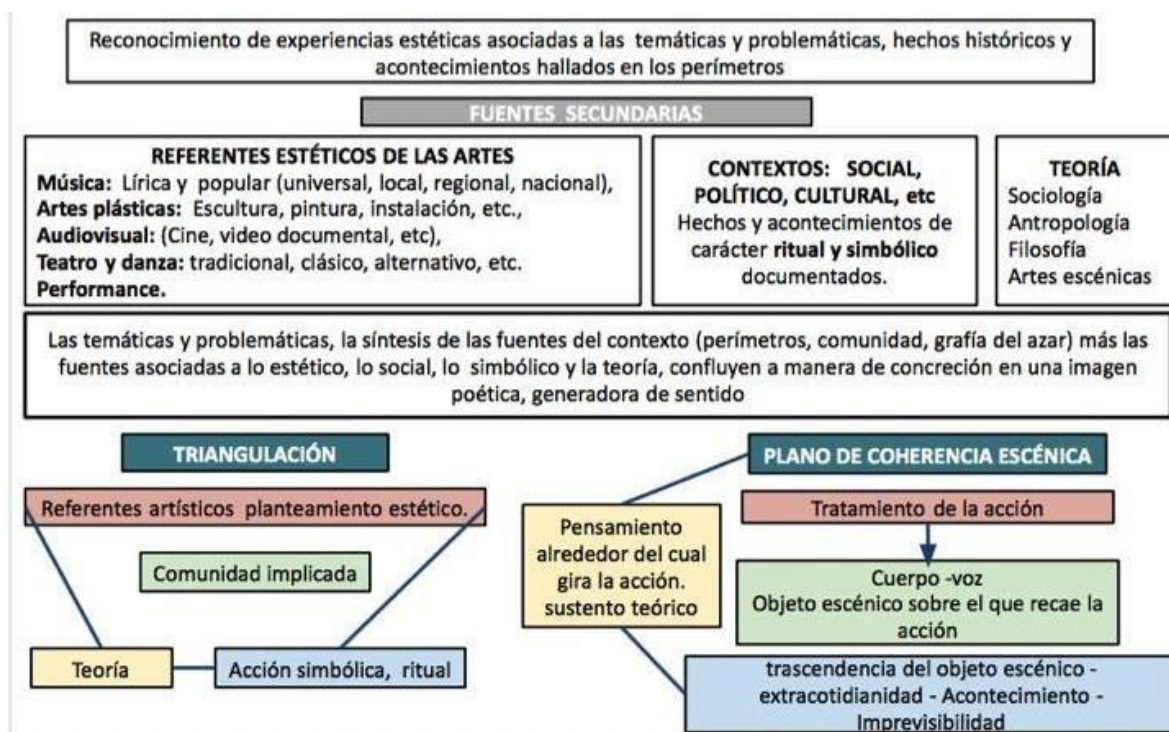 Reconocimiento de experiencias estéticas asociadas a las temáticas y problemáticas, hechos históricos y
acontecimientos hallados en los perímetros
FUENTES SECUNDARIAS
REFERENTES ESTÉTICOS DE LAS ARTES
Música: Lírica y popular (universal, local, regional, nacional),
Artes plásticas: Escultura, pintura, instalación, etc.,
Audiovisual: (Cine, video documental, etc),
Teatro y danza: tradicional, clásico, alternativo, etc.
Performance.
CONTEXTOS: SOCIAL,
POLÍTICO, CULTURAL, etc
Hechos y acontecimientos de
carácter ritual y simbólico
documentados.
TEORÍA
Sociología
Antropología
Filosofía
Artes escénicas
Las temáticas y problemáticas, la síntesis de las fuentes del contexto (perímetros, comunidad, grafía del azar) más las
fuentes asociadas a lo estético, lo social, lo simbólico y la teoría, confluyen a manera de concreción en una imagen
poética, generadora de sentido
TRIANGULACIÓN
Referentes artísticos planteamiento estético.
Comunidad implicada
Teoría
Acción simbólica, ritual
PLANO DE COHERENCIA ESCÉNICA
Pensamiento
alrededor del cual
gira la acción.
sustento teórico
Tratamiento de la acción
Cuerpo -voz
Objeto escénico sobre el que recae la
acción
trascendencia del objeto escénico -
extracotidianidad - Acontecimiento -
Imprevisibilidad